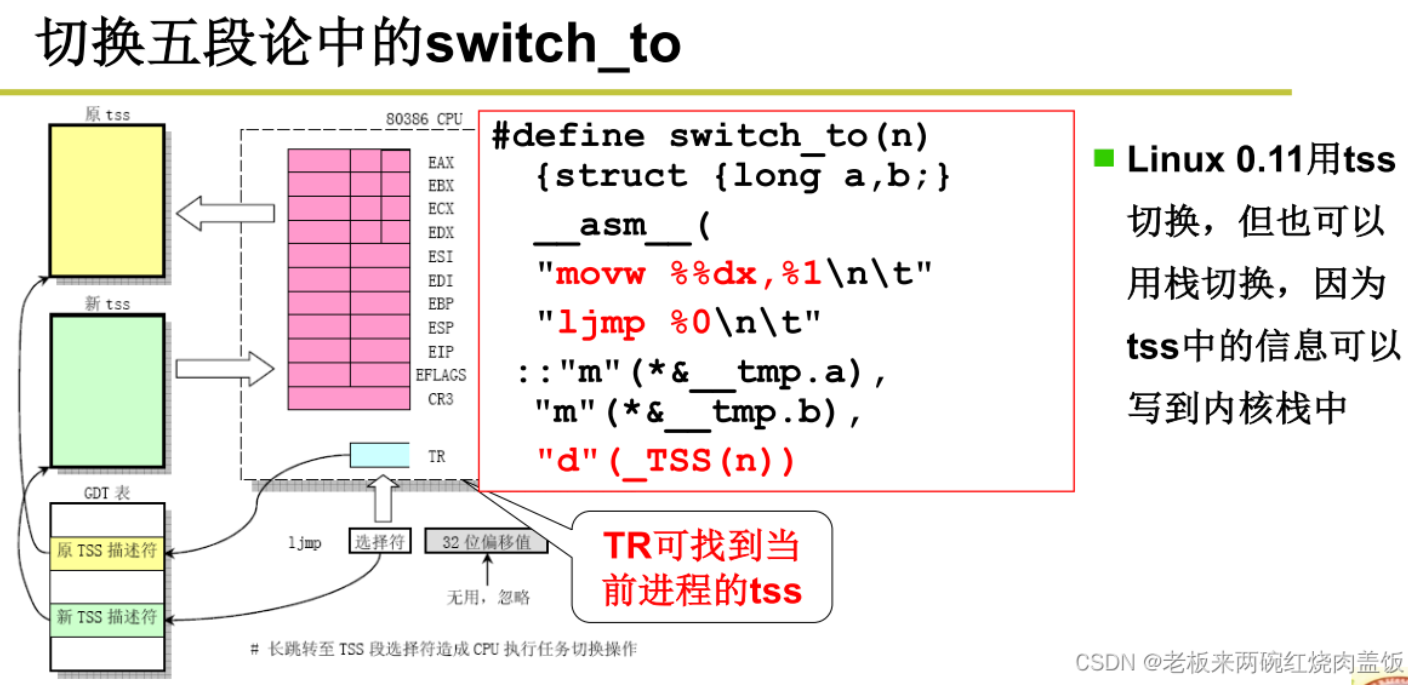 切换五段论中的switch_to
原 tss
80386 CPU
EAX
EBX
ECX
EDX
ESI
EDI
EBP
ESP
EIP
EFLAGS
CR3
TR
新 tss
GDT 表
原 TSS 描述符
新 TSS 描述符
ljmp
选择符
32 位偏移值
无用，忽略
# 长跳转至 TSS 段选择符造成 CPU 执行任务切换操作
#define switch_to(n)
{struct {long a,b;}
__asm__(
"movw %%dx,%1\n\t"
"ljmp %0\n\t"
::"m"(*&__tmp.a),
"m"(*&__tmp.b),
"d"(_TSS(n))
TR可找到当
前进程的tss
Linux 0.11用tss
切换，但也可以
用栈切换，因为
tss中的信息可以
写到内核栈中
CSDN @老板来两碗红烧肉盖饭